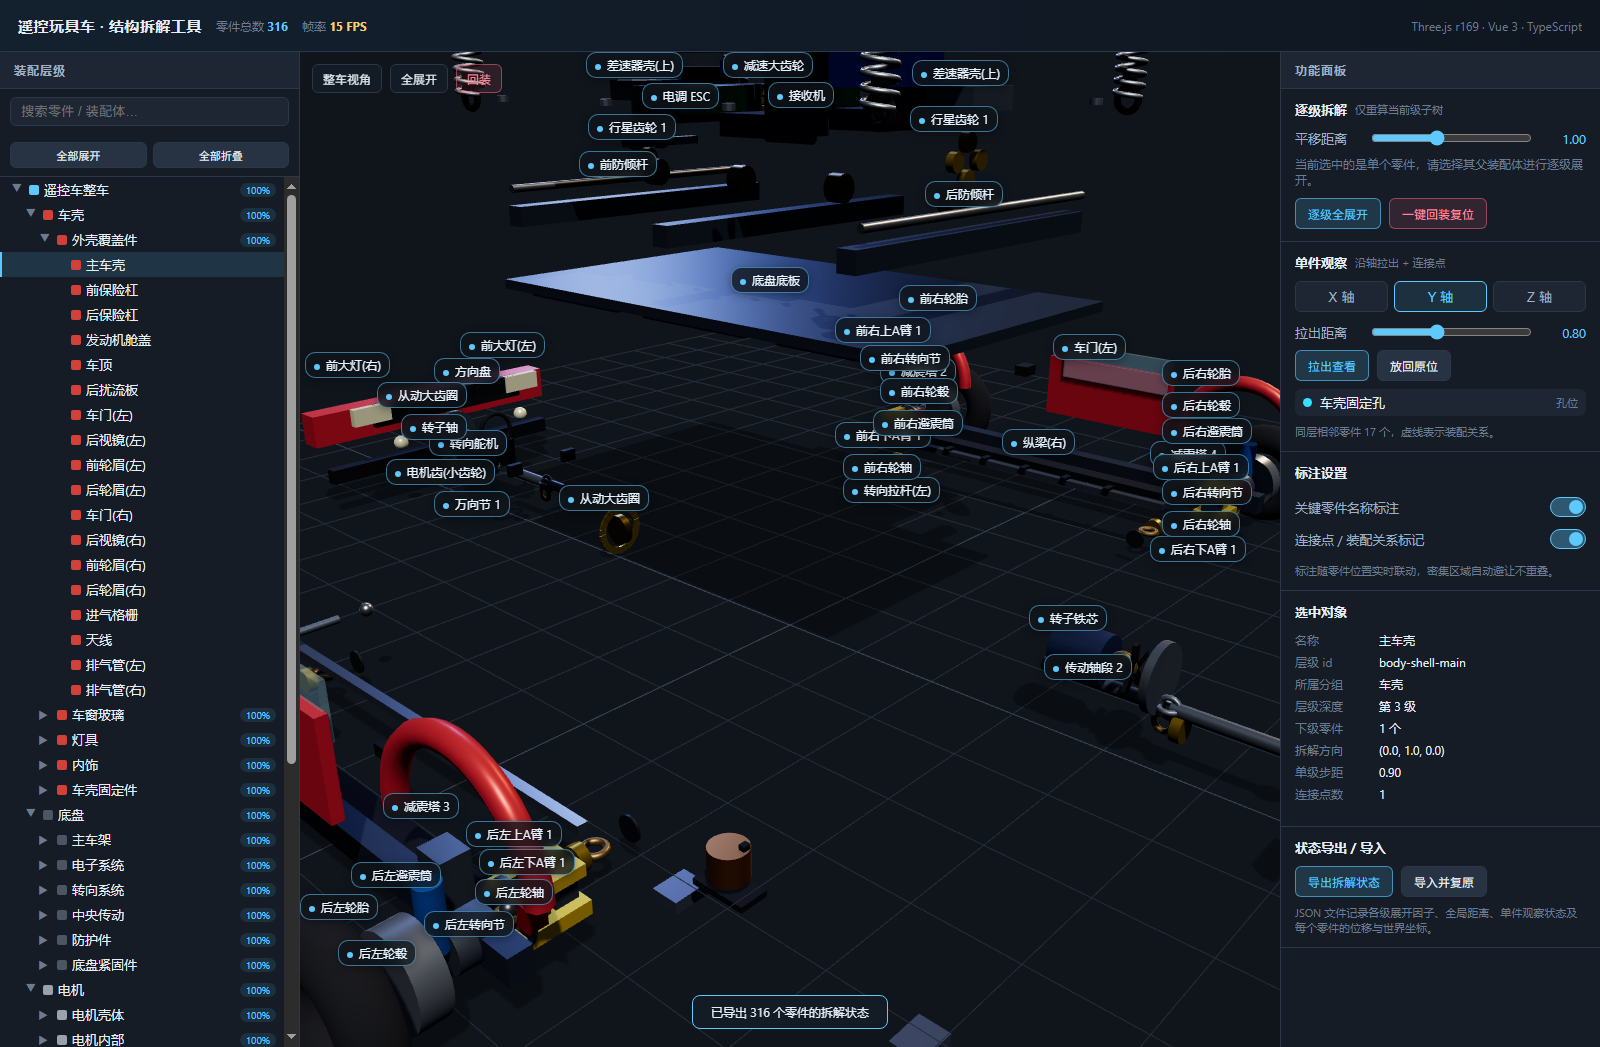 遥控玩具车 · 结构拆解工具 零件总数 316 帧率 15 FPS
Three.js r169 · Vue 3 · TypeScript
装配层级
搜索零件 / 装配体…
全部展开 全部折叠
遥控车整车 100%
车壳 100%
外壳覆盖件 100%
主车壳
前保险杠
后保险杠
发动机舱盖
车顶
后扰流板
车门(左)
后视镜(左)
前轮眉(左)
后轮眉(左)
车门(右)
后视镜(右)
前轮眉(右)
后轮眉(右)
进气格栅
天线
排气管(左)
排气管(右)
车窗玻璃 100%
灯具 100%
内饰 100%
车壳固定件 100%
底盘 100%
主车架 100%
电子系统 100%
转向系统 100%
中央传动 100%
防护件 100%
底盘紧固件 100%
电机 100%
电机壳体 100%
电机内部 100%
整车视角 全展开 回装
差速器壳(上)
减速大齿轮
差速器壳(上)
电调 ESC
接收机
行星齿轮 1
行星齿轮 1
前防倾杆
后防倾杆
底盘底板
前右轮胎
前右上A臂 1
前大灯(左)
车门(左)
前大灯(右)
方向盘
前右转向节
减震塔 2
后右轮胎
从动大齿圈
前右轮毂
后右轮毂
转子轴
前右避震筒
后右避震筒
转向舵机
前右下A臂 1
纵梁(右)
减震塔 4
电机齿(小齿轮)
前右轮轴
后右上A臂 1
万向节 1
从动大齿圈
转向拉杆(左)
后右转向节
后右轮轴
后右下A臂 1
转子铁芯
传动轴段 2
减震塔 3
后左上A臂 1
后左下A臂 1
后左避震筒
后左轮轴
后左轮胎
后左转向节
后左轮毂
已导出 316 个零件的拆解状态
功能面板
逐级拆解 仅重算当前级子树
平移距离 1.00
当前选中的是单个零件，请选择其父装配体进行逐级展
开。
逐级全展开 一键回装复位
单件观察 沿轴拉出 + 连接点
X 轴 Y 轴 Z 轴
拉出距离 0.80
拉出查看 放回原位
车壳固定孔 孔位
同层相邻零件 17 个，虚线表示装配关系。
标注设置
关键零件名称标注
连接点 / 装配关系标记
标注随零件位置实时联动，密集区域自动避让不重叠。
选中对象
名称 主车壳
层级 id body-shell-main
所属分组 车壳
层级深度 第 3 级
下级零件 1 个
拆解方向 (0.0, 1.0, 0.0)
单级步距 0.90
连接点数 1
状态导出 / 导入
导出拆解状态 导入并复原
JSON 文件记录各级展开因子、全局距离、单件观察状态及
每个零件的位移与世界坐标。